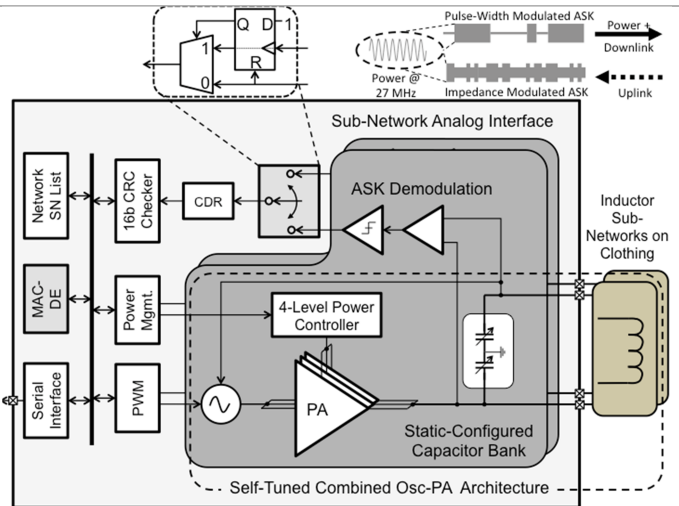 Q D 1
1
R
0
Pulse-Width Modulated ASK
Power @
27 MHz
Impedance Modulated ASK
Power +
Downlink
Uplink
Sub-Network Analog Interface
ASK Demodulation
Network
SN List
16b CRC
Checker
CDR
Inductor
Sub-
Networks on
Clothing
MAC-
DE
Power
Mgmt.
4-Level Power
Controller
Serial
Interface
PWM
PA
Static-Configured
Capacitor Bank
Self-Tuned Combined Osc-PA Architecture